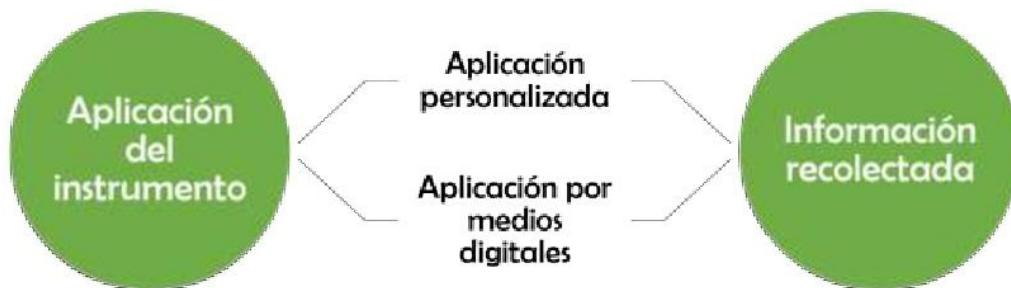 Aplicación
del
instrumento
Aplicación
personalizada
Aplicación por
medios
digitales
Información
recolectada